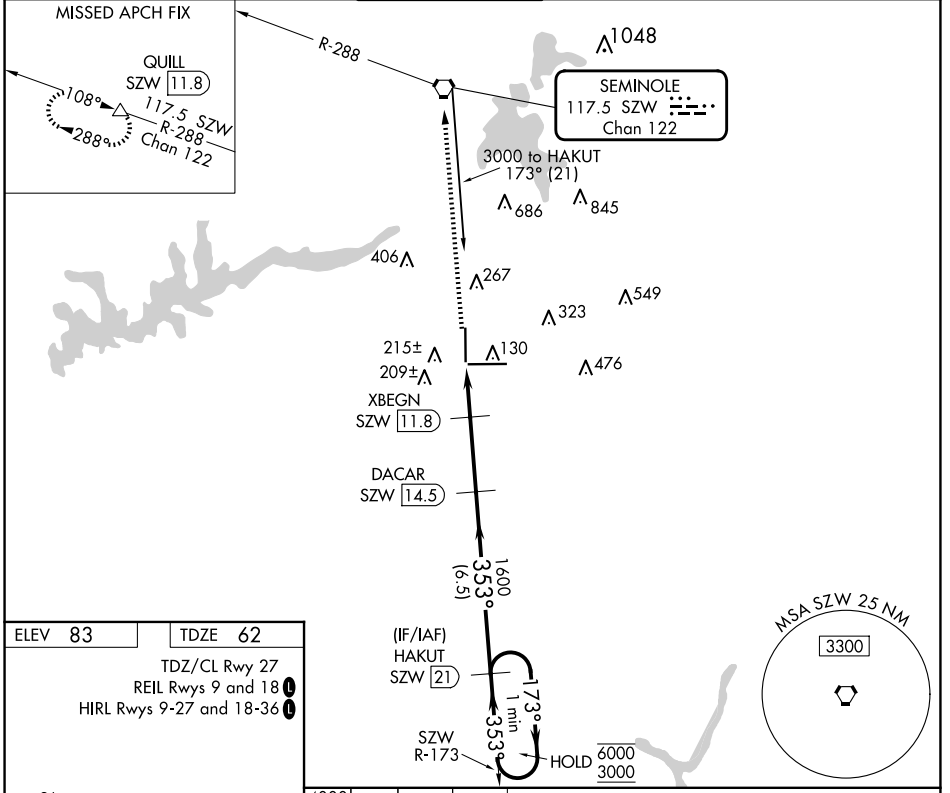 MISSED APCH FIX
QUILL
SZW 11.8
117.5 SZW
R-288
Chan 122
108°
288°
R-288
1048
SEMINOLE
117.5 SZW
Chan 122
3000 to HAKUT
173° (21)
686
845
406
267
323
549
215±
130
209±
476
XBEGN
SZW 11.8
DACAR
SZW 14.5
1600
353°
(6.5)
(IF/IAF)
HAKUT
SZW 21
173°
1 min
353°
SZW
R-173
HOLD 6000
3000
MSA SZW 25 NM
3300
ELEV 83 TDZE 62
TDZ/CL Rwy 27
REIL Rwys 9 and 18 L
HIRL Rwys 9-27 and 18-36 L